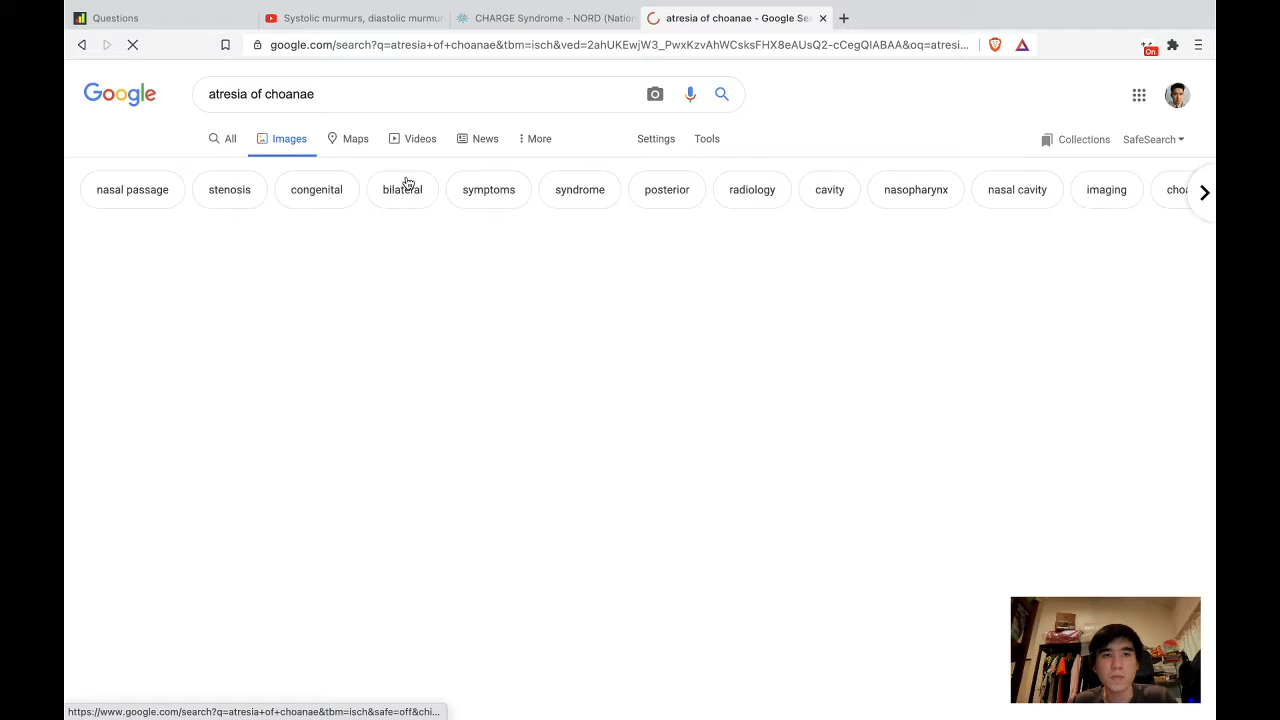 Questions
Systolic murmurs, diastolic murmur
CHARGE Syndrome - NORD (Nation
atresia of choanae - Google Sea
google.com/search?q=atresia+of+choanae&tbm=isch&ved=2ahUKEwjW3_PwxKzvAhWCsksFHX8eAUsQ2-cCegQIABAA&oq=atresi...
On
Google
atresia of choanae
All
Images
Maps
Videos
News
More
Settings
Tools
Collections
SafeSearch
nasal passage
stenosis
congenital
bilateral
symptoms
syndrome
posterior
radiology
cavity
nasopharynx
nasal cavity
imaging
choa
https://www.google.com/search?q=atresia+of+choanae&tbm=isch&safe=off&chi...